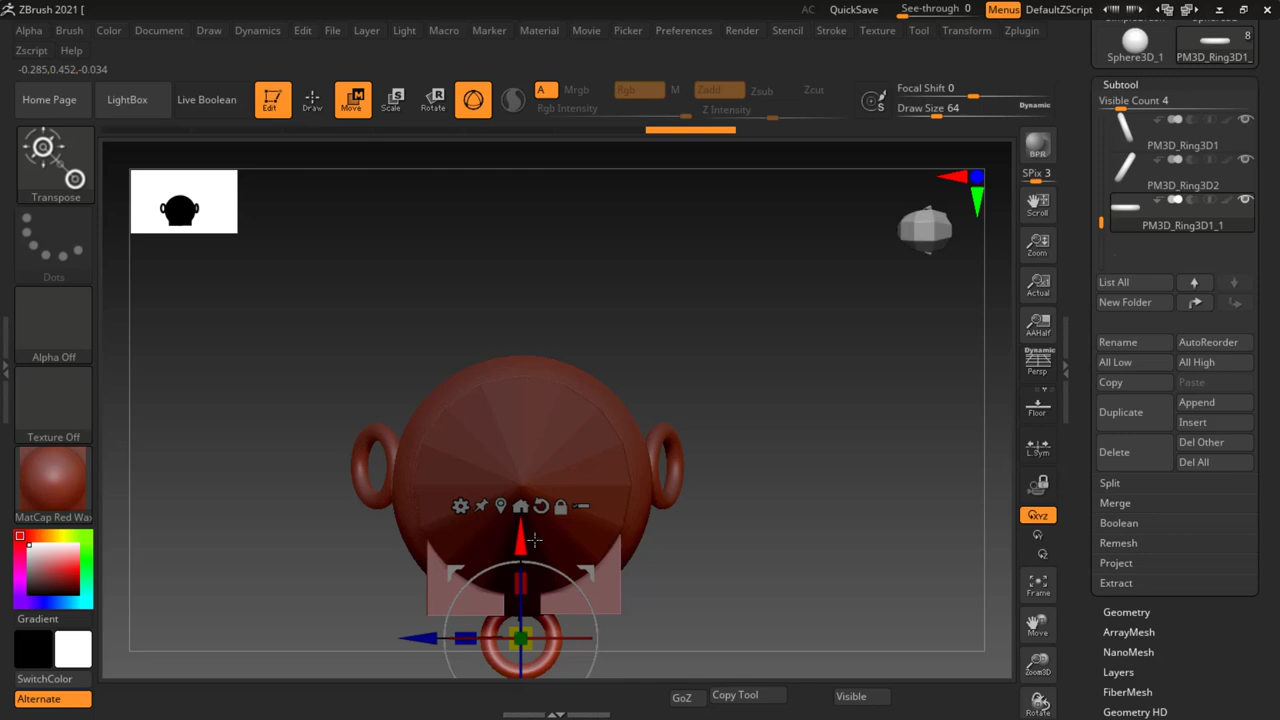 ZBrush 2021 [
AC QuickSave See-through 0 Menus DefaultZScript
Alpha Brush Color Document Draw Dynamics Edit File Layer Light Macro Marker Material Movie Picker Preferences Render Stencil Stroke Texture Tool Transform Zplugin
Zscript Help
-0.285,0.452,-0.034
Home Page LightBox Live Boolean Edit Draw Move Scale Rotate A Mrgb Rgb M Zadd Zsub Zcut
Rgb Intensity Z Intensity
Focal Shift 0
Draw Size 64 Dynamic
Transpose
Dots
Alpha Off
Texture Off
MatCap Red Wax
Gradient
SwitchColor
Alternate
BPR
SPix 3
Scroll
Zoom
Actual
AAHalf
Dynamic
Persp
Floor
L.Sym
XYZ
Frame
Move
Zoom3D
Rotate
GoZ Copy Tool Visible
8
Sphere3D_1 PM3D_Ring3D1_
Subtool
Visible Count 4
PM3D_Ring3D1
PM3D_Ring3D2
PM3D_Ring3D1_1
List All
New Folder
Rename AutoReorder
All Low All High
Copy Paste
Duplicate Append
Insert
Delete Del Other
Del All
Split
Merge
Boolean
Remesh
Project
Extract
Geometry
ArrayMesh
NanoMesh
Layers
FiberMesh
Geometry HD